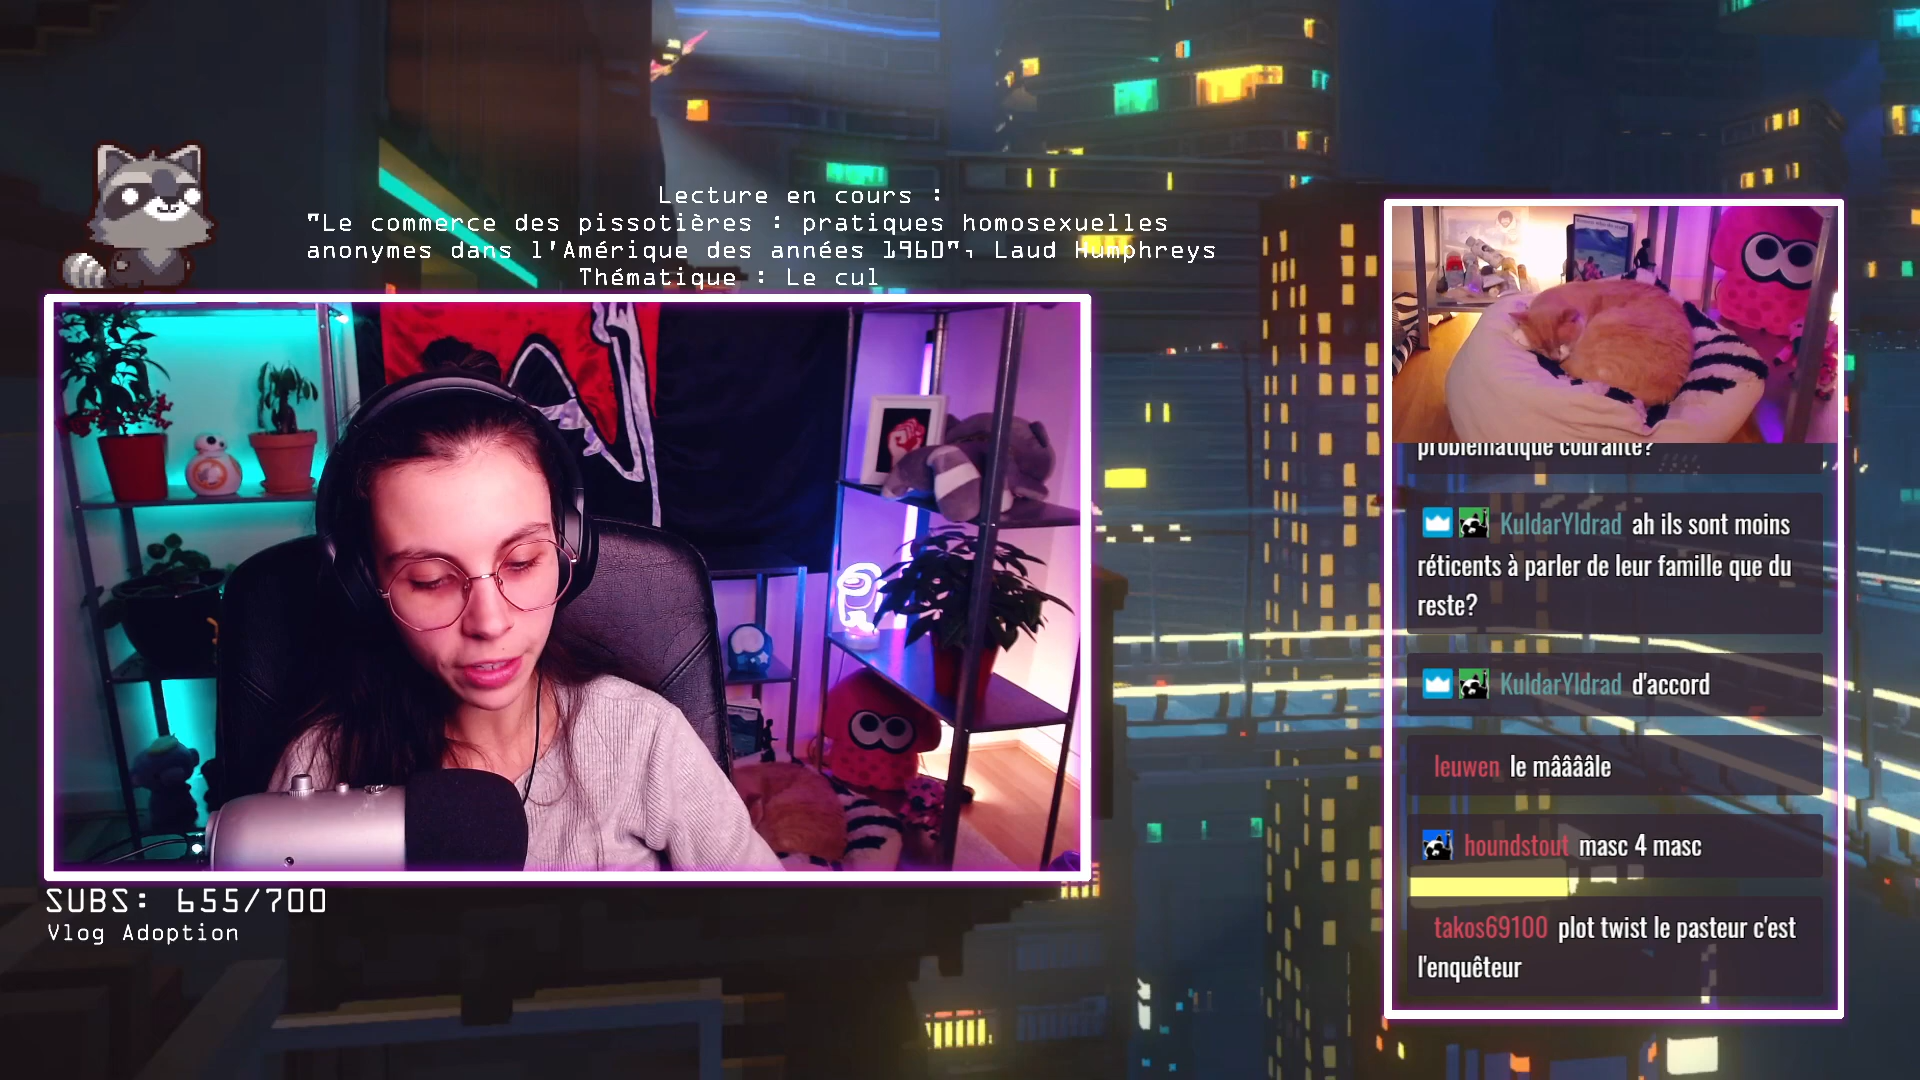 Lecture en cours :
"Le commerce des pissotières : pratiques homosexuelles
anonymes dans l'Amérique des années 1960", Laud Humphreys
Thématique : Le cul
SUBS: 655/700
Vlog Adoption
problématique courante?
KuldarYldrad ah ils sont moins
réticents à parler de leur famille que du
reste?
KuldarYldrad d'accord
leuwen le mââââle
houndstout masc 4 masc
takos69100 plot twist le pasteur c'est
l'enquêteur